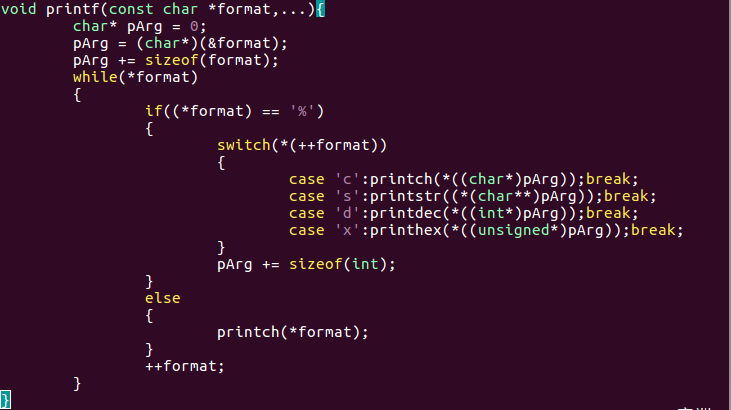 void printf(const char *format,...){
        char* pArg = 0;
        pArg = (char*)(&format);
        pArg += sizeof(format);
        while(*format)
        {
                if((*format) == '%')
                {
                        switch(*(++format))
                        {
                                case 'c':printch(*((char*)pArg));break;
                                case 's':printstr((*(char**)pArg));break;
                                case 'd':printdec(*((int*)pArg));break;
                                case 'x':printhex(*((unsigned*)pArg));break;
                        }
                        pArg += sizeof(int);
                }
                else
                {
                        printch(*format);
                }
                ++format;
        }
}